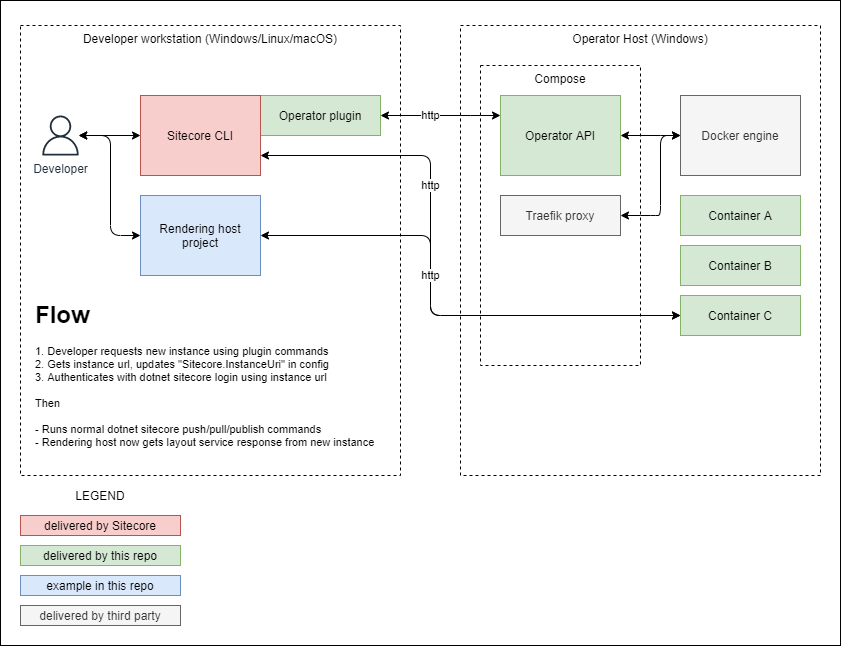 Developer workstation (Windows/Linux/macOS)
Operator Host (Windows)
Compose
Developer
Sitecore CLI
Operator plugin
http
Operator API
Docker engine
http
Traefik proxy
Rendering host
project
Container A
Container B
http
Container C
Flow
1. Developer requests new instance using plugin commands
2. Gets instance url, updates "Sitecore.InstanceUri" in config
3. Authenticates with dotnet sitecore login using instance url
Then
- Runs normal dotnet sitecore push/pull/publish commands
- Rendering host now gets layout service response from new instance
LEGEND
delivered by Sitecore
delivered by this repo
example in this repo
delivered by third party